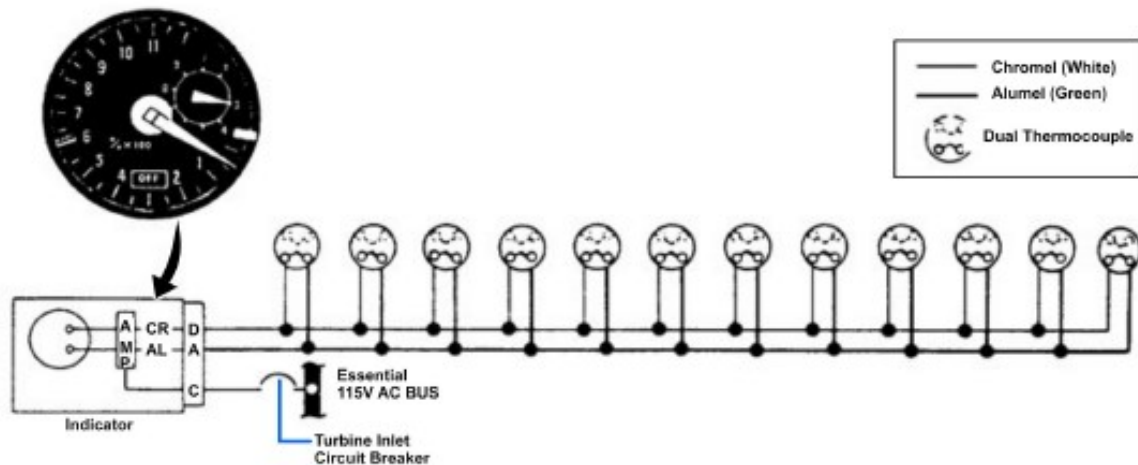 11
10
9
8
7
6
5
4
OFF
2
1
°/c × 100
Chromel (White)
Alumel (Green)
Dual Thermocouple
A CR D
M AL A
P
C
Indicator
Essential
115V AC BUS
Turbine Inlet
Circuit Breaker